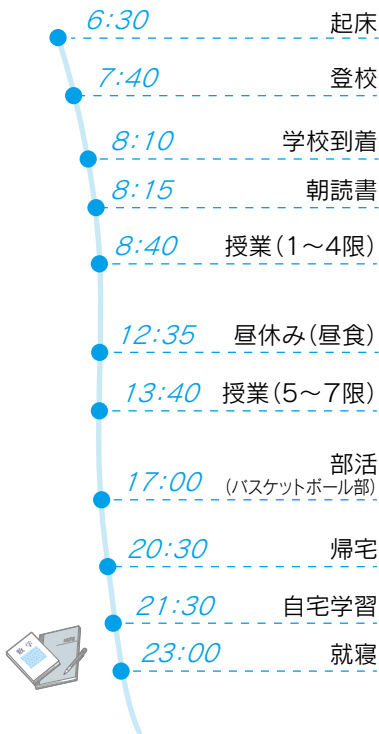 6:30 起床
7:40 登校
8:10 学校到着
8:15 朝読書
8:40 授業(1〜4限)
12:35 昼休み(昼食)
13:40 授業(5〜7限)
部活
17:00 (バスケットボール部)
20:30 帰宅
21:30 自宅学習
23:00 就寝
数学